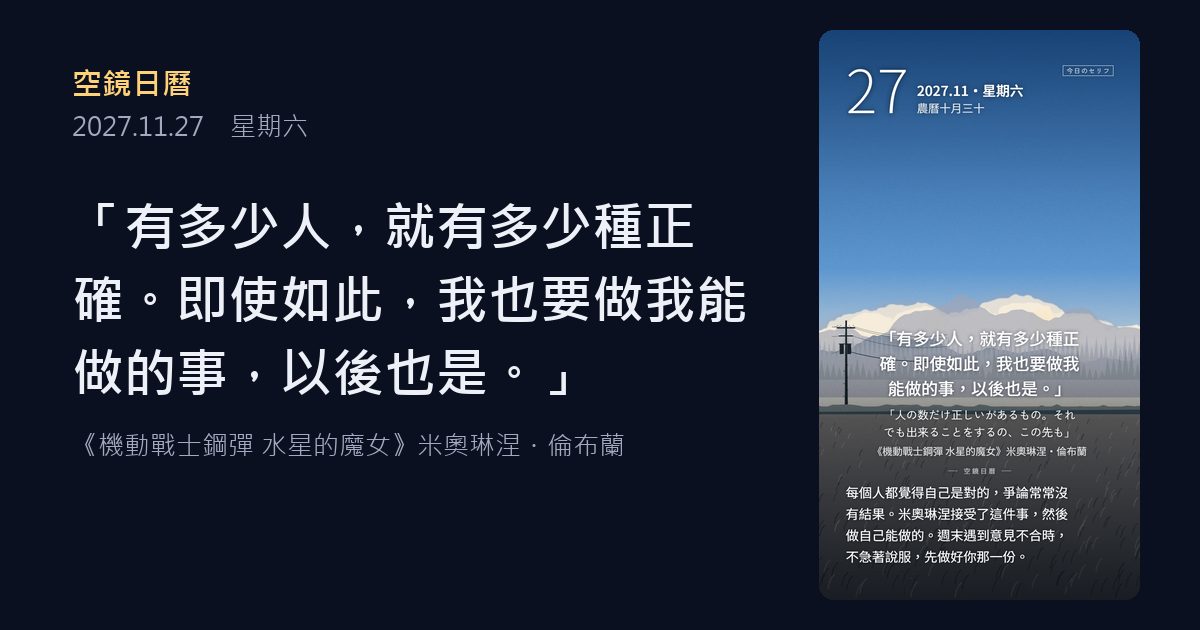 空鏡日曆
2027.11.27 星期六
「有多少人，就有多少種正
確。即使如此，我也要做我能
做的事，以後也是。」
《機動戰士鋼彈 水星的魔女》米奧琳涅・倫布蘭
27
2027.11・星期六
農曆十月三十
今日のセリフ
「有多少人，就有多少種正
確。即使如此，我也要做我
能做的事，以後也是。」
「人の数だけ正しいがあるもの。それ
でも出来ることをするの、この先も」
《機動戰士鋼彈 水星的魔女》米奧琳涅・倫布蘭
— 空鏡日曆 —
每個人都覺得自己是對的，爭論常常沒
有結果。米奧琳涅接受了這件事，然後
做自己能做的。週末遇到意見不合時，
不急著說服，先做好你那一份。